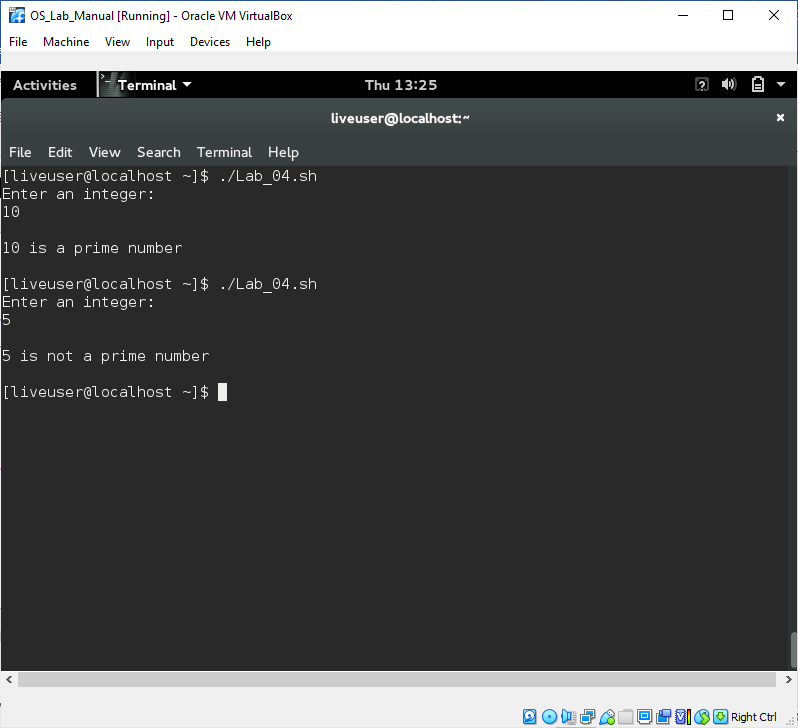 OS_Lab_Manual [Running] - Oracle VM VirtualBox
File Machine View Input Devices Help
Activities Terminal Thu 13:25
liveuser@localhost:~
File Edit View Search Terminal Help
[liveuser@localhost ~]$ ./Lab_04.sh
Enter an integer:
10
10 is a prime number
[liveuser@localhost ~]$ ./Lab_04.sh
Enter an integer:
5
5 is not a prime number
[liveuser@localhost ~]$
Right Ctrl